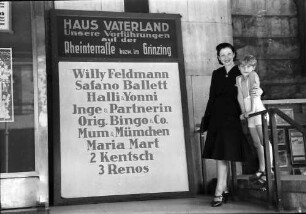 HAUS VATERLAND
Unsere Vorführungen
auf der
Rheinterraße bzw. im Grinzing
Willy Feldmann
Safano Ballett
Halli & Yonni
Inge & Partnerin
Orig. Bingo & Co.
Mum & Mümchen
Maria Mart
2 Kentsch
3 Renos